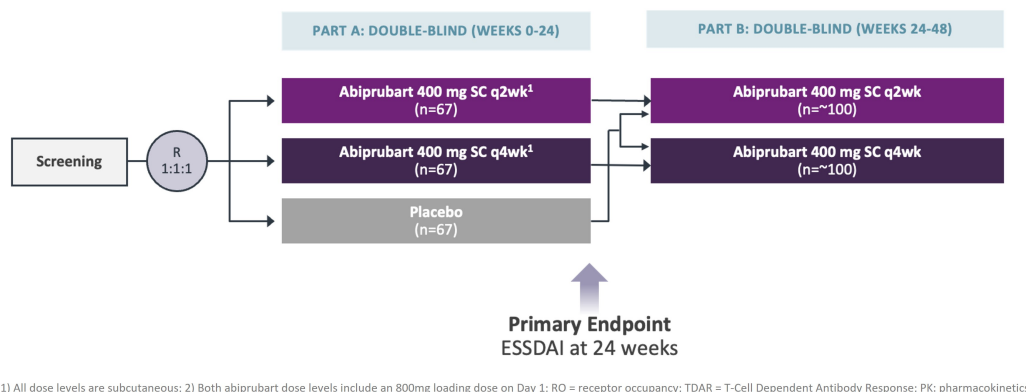 PART A: DOUBLE-BLIND (WEEKS 0-24)
PART B: DOUBLE-BLIND (WEEKS 24-48)
Screening
R
1:1:1
Abiprubart 400 mg SC q2wk¹
(n=67)
Abiprubart 400 mg SC q4wk¹
(n=67)
Placebo
(n=67)
Abiprubart 400 mg SC q2wk
(n=~100)
Abiprubart 400 mg SC q4wk
(n=~100)
Primary Endpoint
ESSDAI at 24 weeks
1) All dose levels are subcutaneous; 2) Both abiprubart dose levels include an 800mg loading dose on Day 1; RO = receptor occupancy; TDAR = T-Cell Dependent Antibody Response; PK: pharmacokinetics